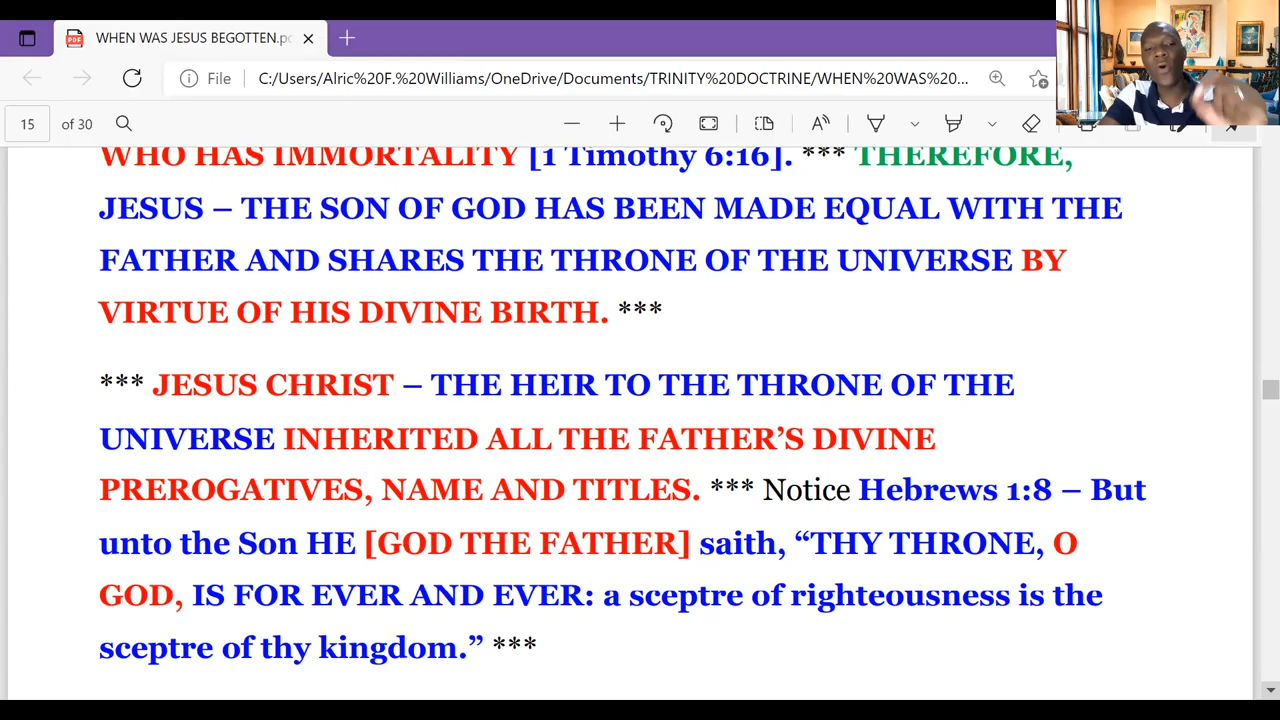 WHEN WAS JESUS BEGOTTEN.pc
File C:/Users/Alric%20F.%20Williams/OneDrive/Documents/TRINITY%20DOCTRINE/WHEN%20WAS%20...
15 of 30
WHO HAS IMMORTALITY [1 Timothy 6:16]. *** THEREFORE,
JESUS – THE SON OF GOD HAS BEEN MADE EQUAL WITH THE
FATHER AND SHARES THE THRONE OF THE UNIVERSE BY
VIRTUE OF HIS DIVINE BIRTH. ***
*** JESUS CHRIST – THE HEIR TO THE THRONE OF THE
UNIVERSE INHERITED ALL THE FATHER’S DIVINE
PREROGATIVES, NAME AND TITLES. *** Notice Hebrews 1:8 – But
unto the Son HE [GOD THE FATHER] saith, “THY THRONE, O
GOD, IS FOR EVER AND EVER: a sceptre of righteousness is the
sceptre of thy kingdom.” ***